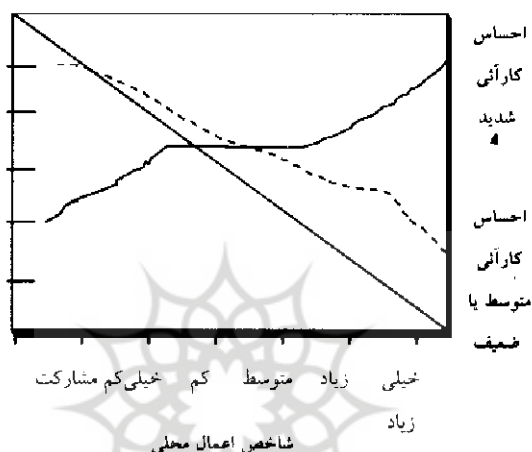 احساس
کارآئی
شدید
4
احساس
کارآئی
متوسط یا
ضعیف
مشارکت خیلی‌کم کم متوسط زیاد خیلی
زیاد
شاخص اعمال محلی